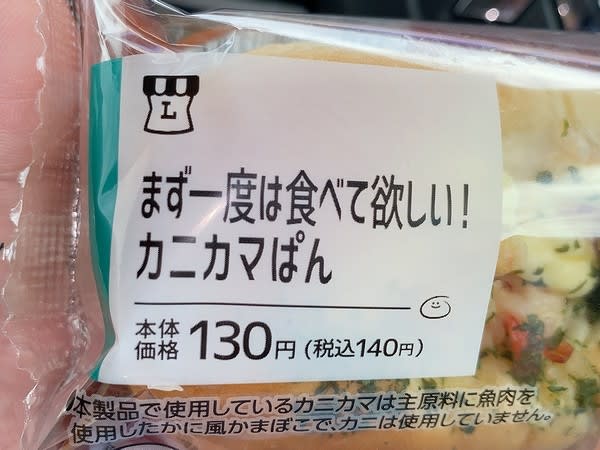 L
まず一度は食べて欲しい!
カニカマぱん
本体
価格 130円 (税込140円)
本製品で使用しているカニカマは主原料に魚肉を
使用したかに風かまぼこで、カニは使用していません。